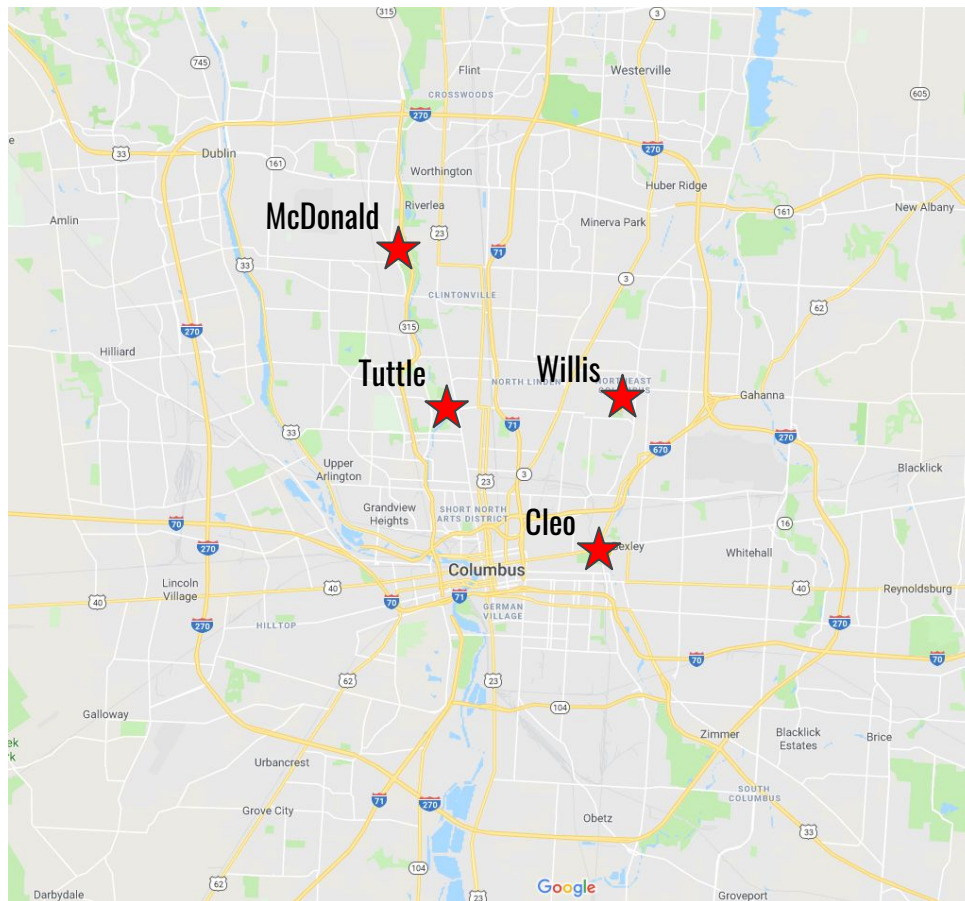 315
3
745
Flint
Westerville
CROSSWOODS
605
270
33
Dublin
161
270
Worthington
Huber Ridge
Amlin
McDonald
Riverlea
23
Minerva Park
161
New Albany
71
33
3
CLINTONVILLE
62
270
315
Hilliard
Tuttle
NORTH LINDEN
Willis
NORTHEAST
Gahanna
71
33
270
670
Upper
Arlington
3
23
Blacklick
Grandview
Heights
SHORT NORTH
ARTS DISTRICT
Cleo
70
16
270
exley
Whitehall
Columbus
Lincoln
Village
40
70
71
40
Reynoldsburg
GERMAN
VILLAGE
HILLTOP
270
270
70
70
62
23
104
Galloway
Zimmer
Blacklick
Estates
Brice
Urbancrest
SOUTH
COLUMBUS
71
270
Grove City
Obetz
33
104
62
Google
Darbydale
23
Groveport